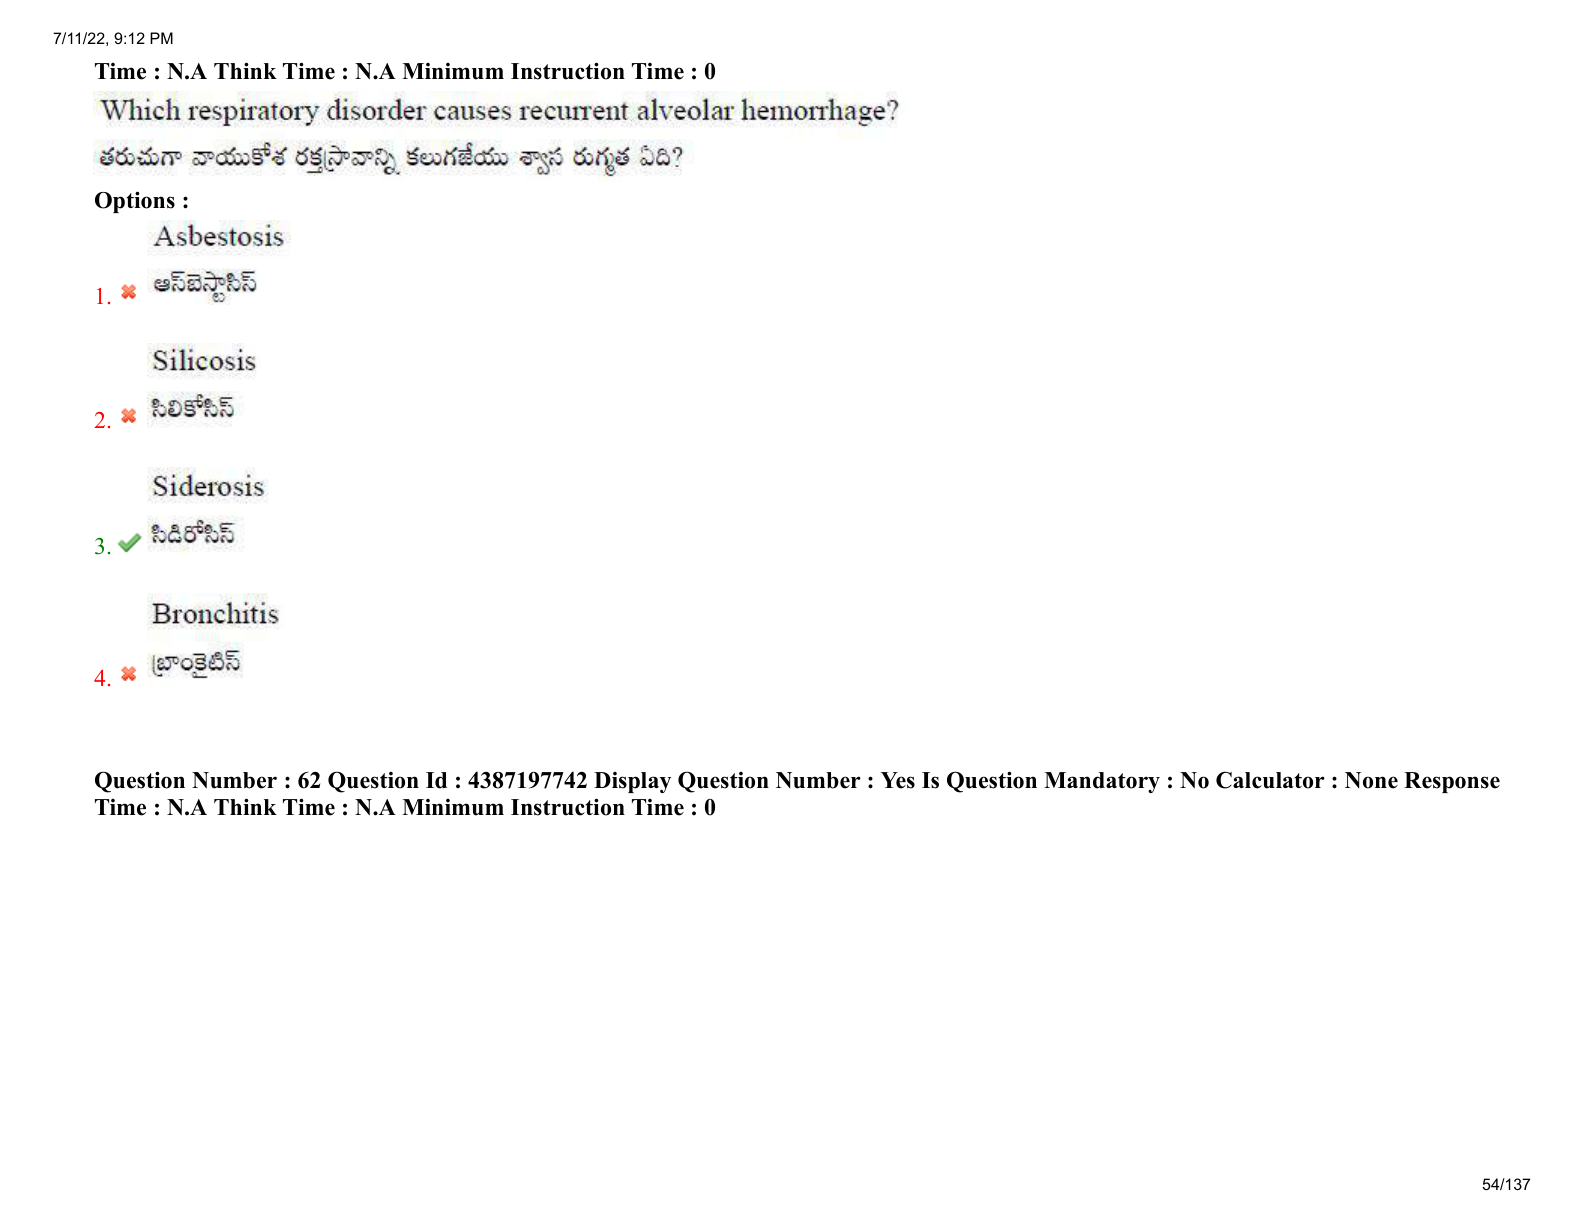 7/11/22, 9:12 PM
Time : N.A Think Time : N.A Minimum Instruction Time : 0
Which respiratory disorder causes recurrent alveolar hemorrhage?
తరుచుగా వాయుకోశ రక్తస్రావాన్ని కలుగజేయు శ్వాస రుగ్మత ఏది?
Options :
Asbestosis
ఆస్‌బెస్టాసిస్
1.
Silicosis
సిలికోసిస్
2.
Siderosis
సిడిరోసిస్
3.
Bronchitis
బ్రాంకైటిస్
4.
Question Number : 62 Question Id : 4387197742 Display Question Number : Yes Is Question Mandatory : No Calculator : None Response
Time : N.A Think Time : N.A Minimum Instruction Time : 0
54/137